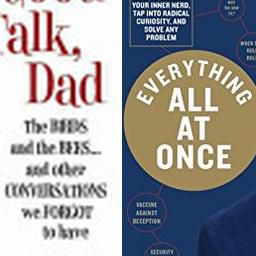 Talk,
Dad
The BIRDS
and the BEES...
and other
CONVERSATIONS
we FORGOT
to have
YOUR INNER NERD,
TAP INTO RADICAL
CURIOSITY, AND
SOLVE ANY
PROBLEM
EVERYTHING
ALL
AT
ONCE
VACCINE
AGAINST
DECEPTION
SECURITY